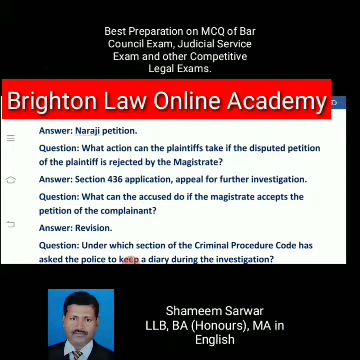 Best Preparation on MCQ of Bar
Council Exam, Judicial Service
Exam and other Competitive
Legal Exams.
Brighton Law Online Academy
Answer: Naraji petition.
Question: What action can the plaintiffs take if the disputed petition
of the plaintiff is rejected by the Magistrate?
Answer: Section 436 application, appeal for further investigation.
Question: What can the accused do if the magistrate accepts the
petition of the complainant?
Answer: Revision.
Question: Under which section of the Criminal Procedure Code has
asked the police to keep a diary during the investigation?
Shameem Sarwar
LLB, BA (Honours), MA in
English